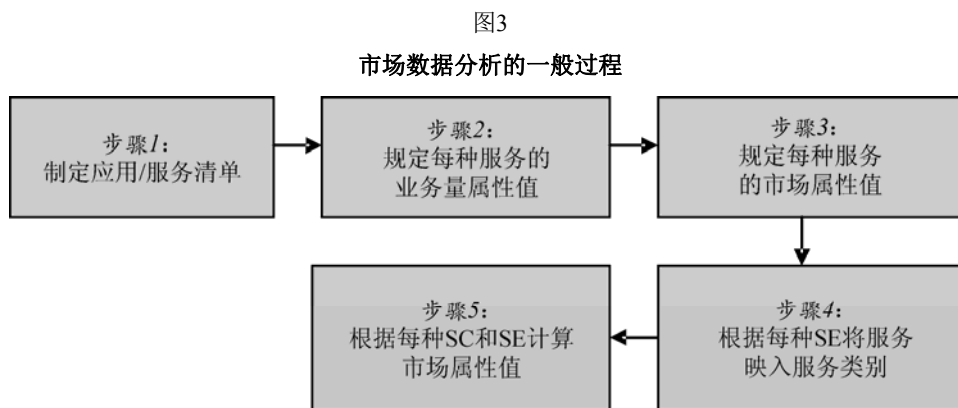 图3
市场数据分析的一般过程
步骤1：
制定应用/服务清单
步骤2：
规定每种服务的
业务量属性值
步骤3：
规定每种服务
的市场属性值
步骤4：
根据每种SE将服务
映入服务类别
步骤5：
根据每种SC和SE计算
市场属性值